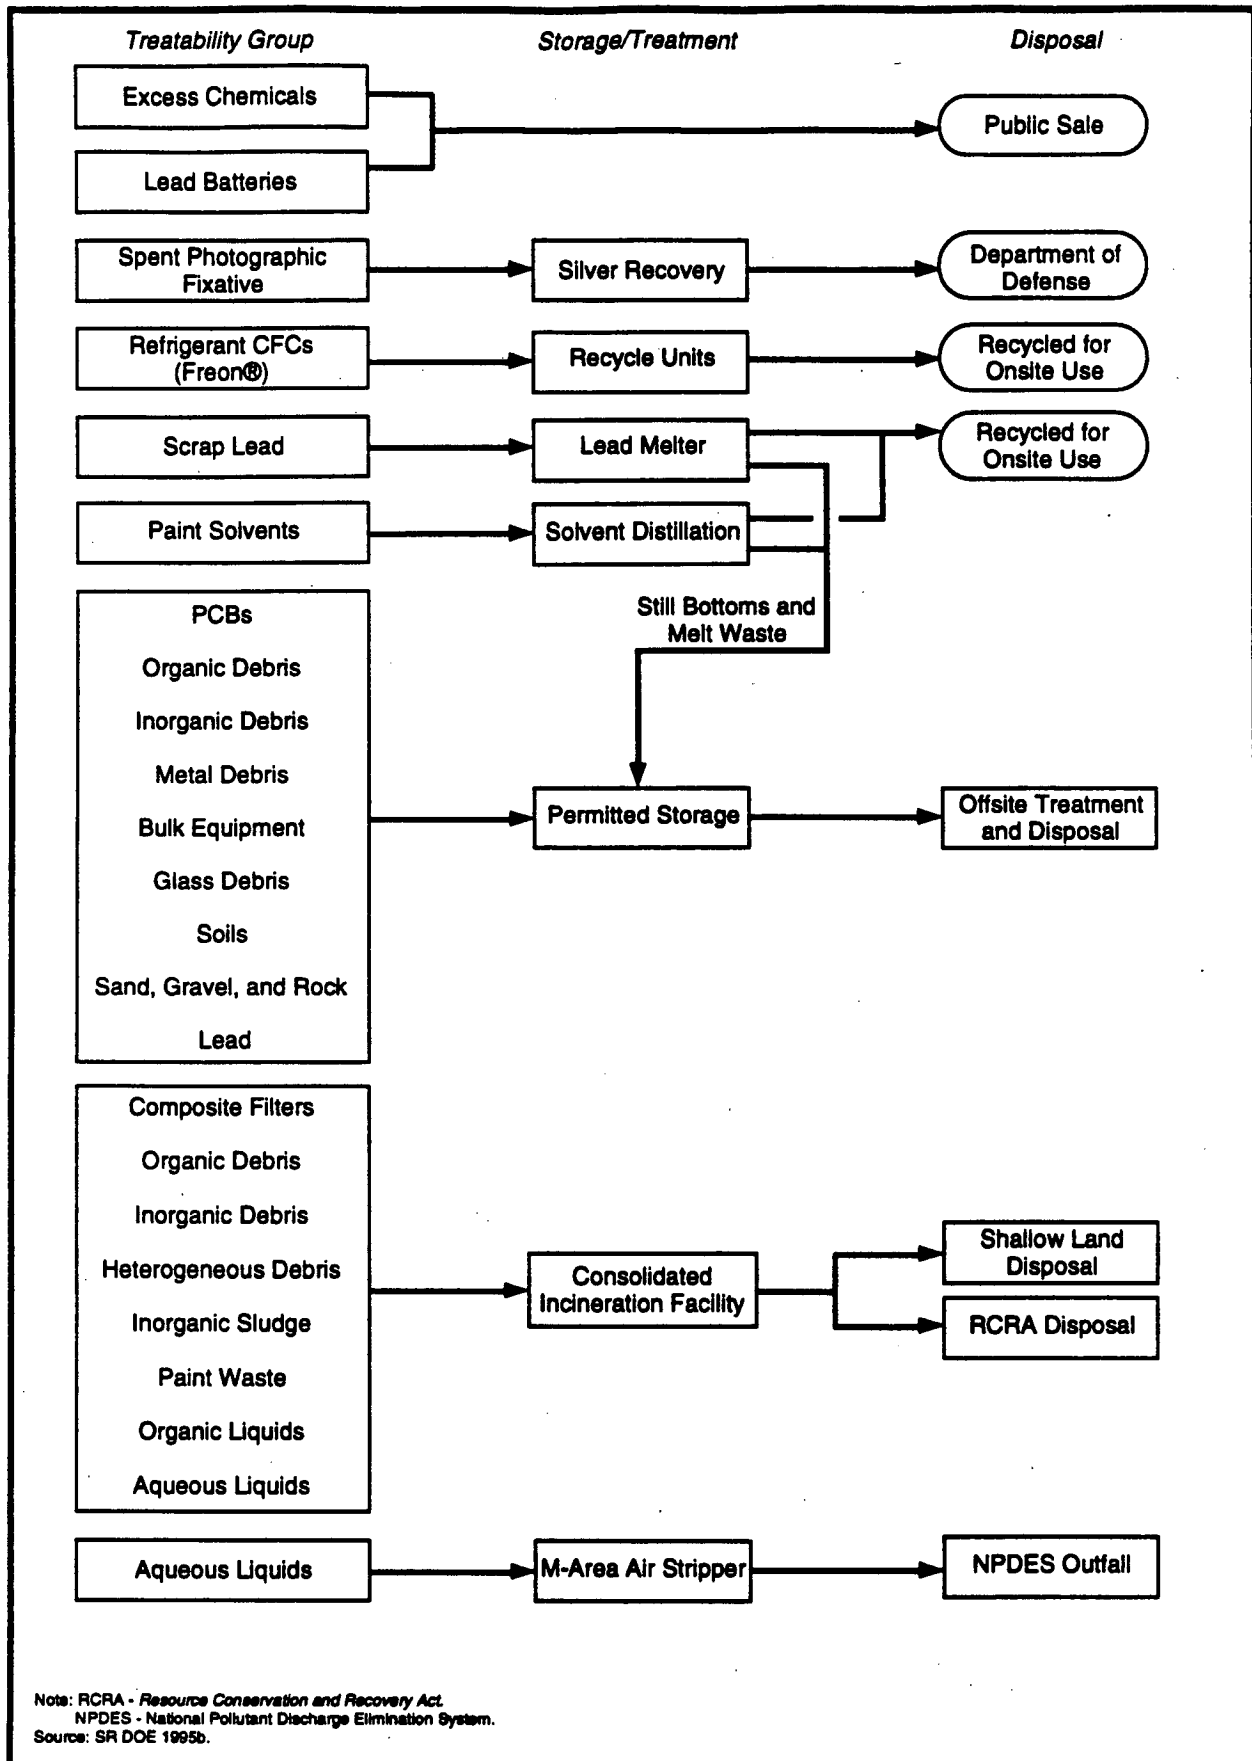 Treatability Group
Storage/Treatment
Disposal
Excess Chemicals
Public Sale
Lead Batteries
Spent Photographic
Fixative
Silver Recovery
Department of
Defense
Refrigerant CFCs
(Freon®)
Recycle Units
Recycled for
Onsite Use
Scrap Lead
Lead Melter
Recycled for
Onsite Use
Paint Solvents
Solvent Distillation
Still Bottoms and
Melt Waste
PCBs
Organic Debris
Inorganic Debris
Metal Debris
Bulk Equipment
Glass Debris
Soils
Sand, Gravel, and Rock
Lead
Permitted Storage
Offsite Treatment
and Disposal
Composite Filters
Organic Debris
Inorganic Debris
Heterogeneous Debris
Inorganic Sludge
Paint Waste
Organic Liquids
Aqueous Liquids
Consolidated
Incineration Facility
Shallow Land
Disposal
RCRA Disposal
Aqueous Liquids
M-Area Air Stripper
NPDES Outfall
Note: RCRA - Resource Conservation and Recovery Act.
NPDES - National Pollutant Discharge Elimination System.
Source: SR DOE 1995b.